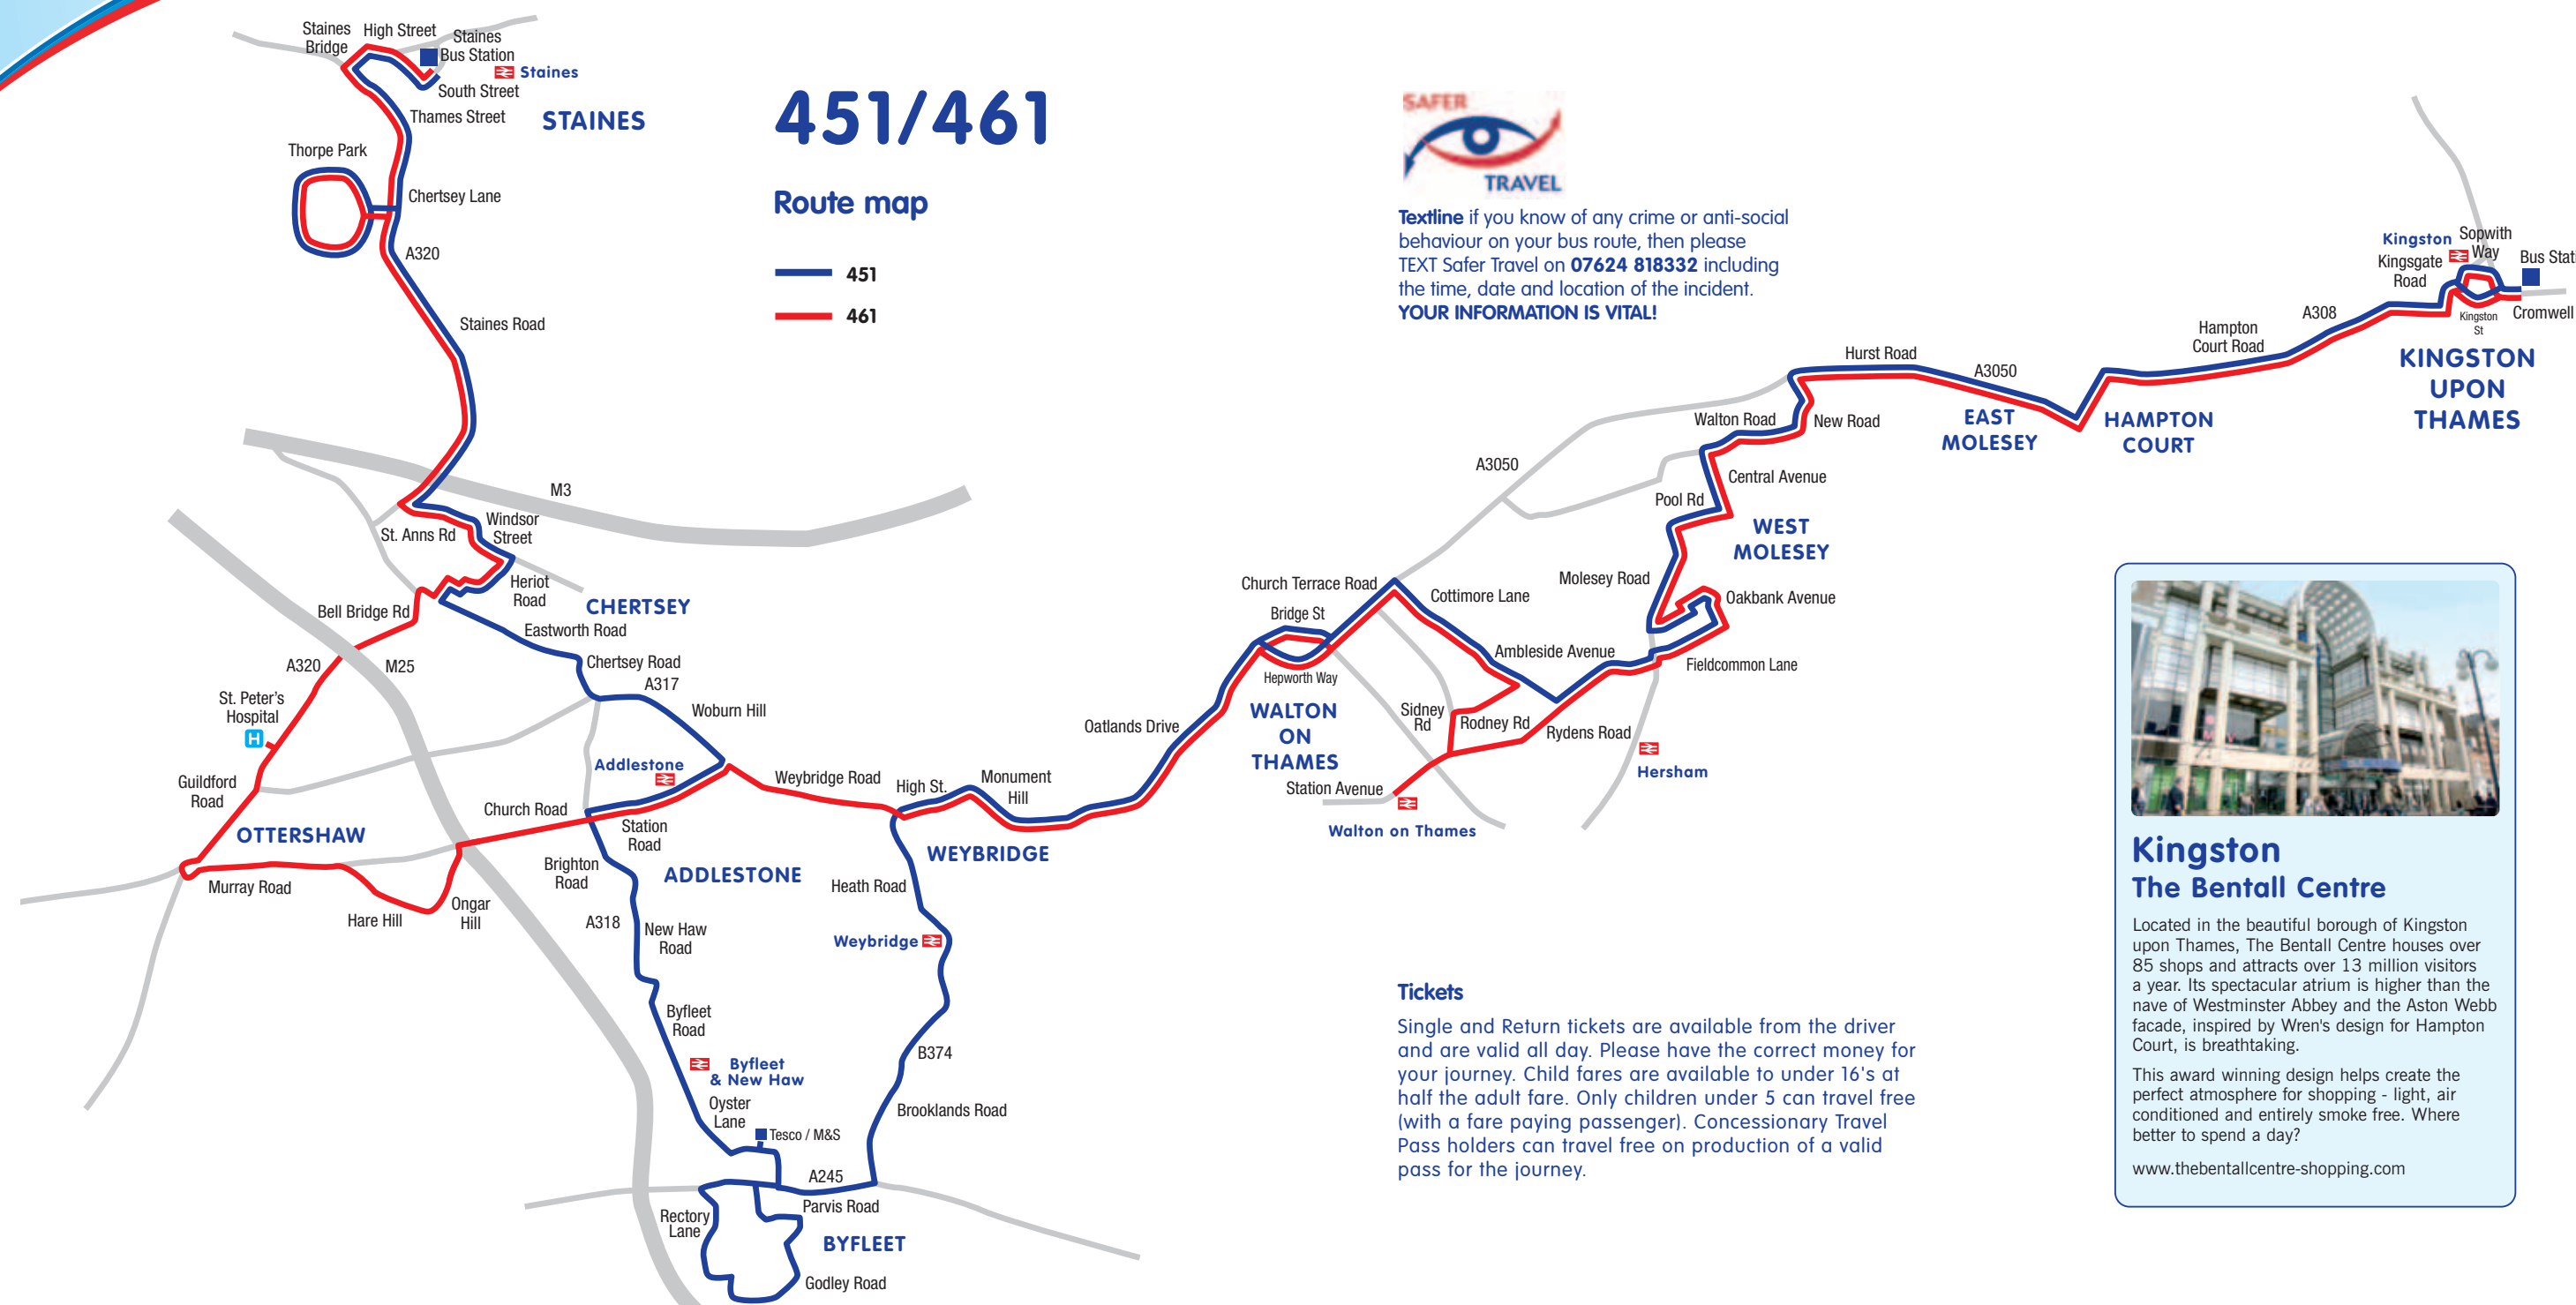 451/461
Route map
451
461
Staines
Bridge
High Street
Staines
Bus Station
Staines
South Street
Thames Street
STAINES
Thorpe Park
Chertsey Lane
A320
Staines Road
M3
Windsor
Street
St. Anns Rd
Heriot
Road
CHERTSEY
Bell Bridge Rd
Eastworth Road
A320
M25
Chertsey Road
A317
St. Peter's
Hospital
H
Woburn Hill
Addlestone
Guildford
Road
Church Road
Weybridge Road
High St.
Monument
Hill
OTTERSHAW
Station
Road
Brighton
Road
ADDLESTONE
WEYBRIDGE
Murray Road
Hare Hill
Ongar
Hill
Heath Road
A318
New Haw
Road
Weybridge
Byfleet
Road
B374
Byfleet
& New Haw
Oyster
Lane
Brooklands Road
Tesco / M&S
A245
Parvis Road
Rectory
Lane
BYFLEET
Godley Road
Oatlands Drive
Church Terrace Road
Bridge St
Hepworth Way
WALTON
ON
THAMES
Cottimore Lane
Ambleside Avenue
Sidney
Rd
Rodney Rd
Rydens Road
Station Avenue
Walton on Thames
Hersham
Fieldcommon Lane
Oakbank Avenue
Molesey Road
WEST
MOLESEY
Pool Rd
Central Avenue
A3050
Walton Road
New Road
Hurst Road
A3050
EAST
MOLESEY
HAMPTON
COURT
Hampton
Court Road
A308
Kingston
Kingsgate
Road
Sopwith
Way
Bus Stat
Kingston
St
Cromwell
KINGSTON
UPON
THAMES
SAFER
TRAVEL
Textline if you know of any crime or anti-social
behaviour on your bus route, then please
TEXT Safer Travel on 07624 818332 including
the time, date and location of the incident.
YOUR INFORMATION IS VITAL!
Tickets
Single and Return tickets are available from the driver
and are valid all day. Please have the correct money for
your journey. Child fares are available to under 16's at
half the adult fare. Only children under 5 can travel free
(with a fare paying passenger). Concessionary Travel
Pass holders can travel free on production of a valid
pass for the journey.
Kingston
The Bentall Centre
Located in the beautiful borough of Kingston
upon Thames, The Bentall Centre houses over
85 shops and attracts over 13 million visitors
a year. Its spectacular atrium is higher than the
nave of Westminster Abbey and the Aston Webb
facade, inspired by Wren's design for Hampton
Court, is breathtaking.
This award winning design helps create the
perfect atmosphere for shopping - light, air
conditioned and entirely smoke free. Where
better to spend a day?
www.thebentallcentre-shopping.com